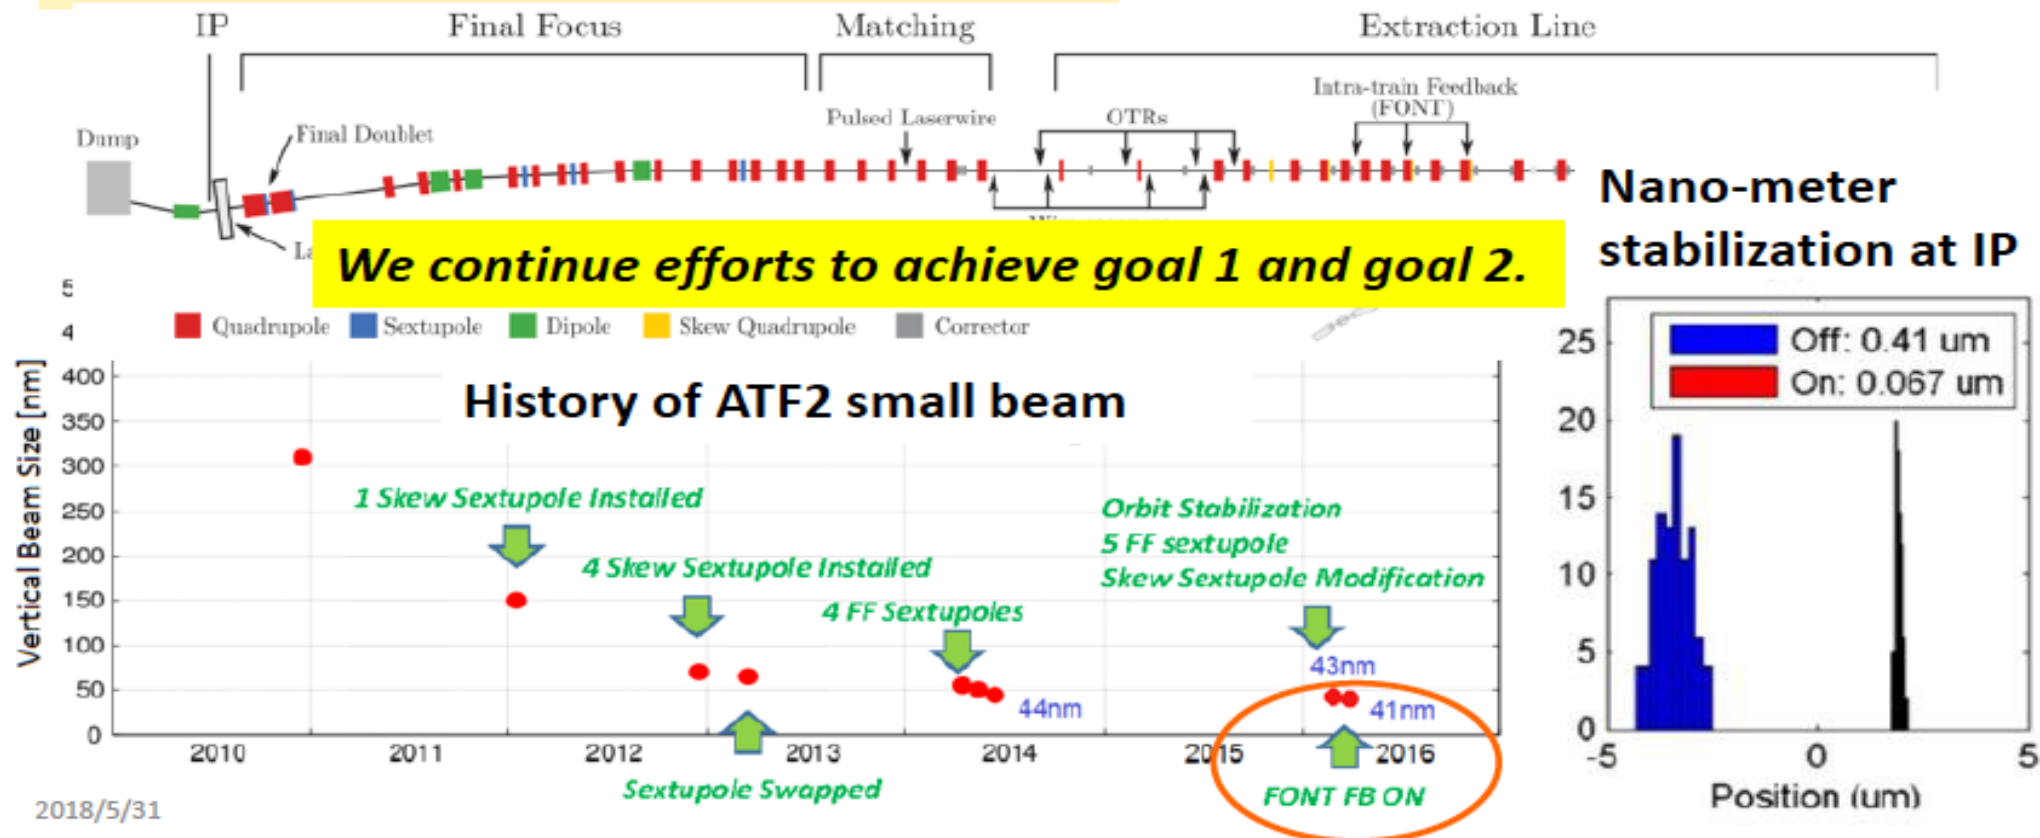 IP
Final Focus
Matching
Extraction Line
Dump
Final Doublet
Pulsed Laserwire
OTRs
Intra-train Feedback
(FONT)
La
We continue efforts to achieve goal 1 and goal 2.
Nano-meter
stabilization at IP
Quadrupole
Sextupole
Dipole
Skew Quadrupole
Corrector
5
4
History of ATF2 small beam
Vertical Beam Size [nm]
400
350
300
250
200
150
100
50
0
1 Skew Sextupole Installed
4 Skew Sextupole Installed
4 FF Sextupoles
Orbit Stabilization
5 FF sextupole
Skew Sextupole Modification
44nm
43nm
41nm
2010
2011
2012
2013
2014
2015
2016
Sextupole Swapped
FONT FB ON
Off: 0.41 um
On: 0.067 um
25
20
15
10
5
0
-5
0
5
Position (um)
2018/5/31